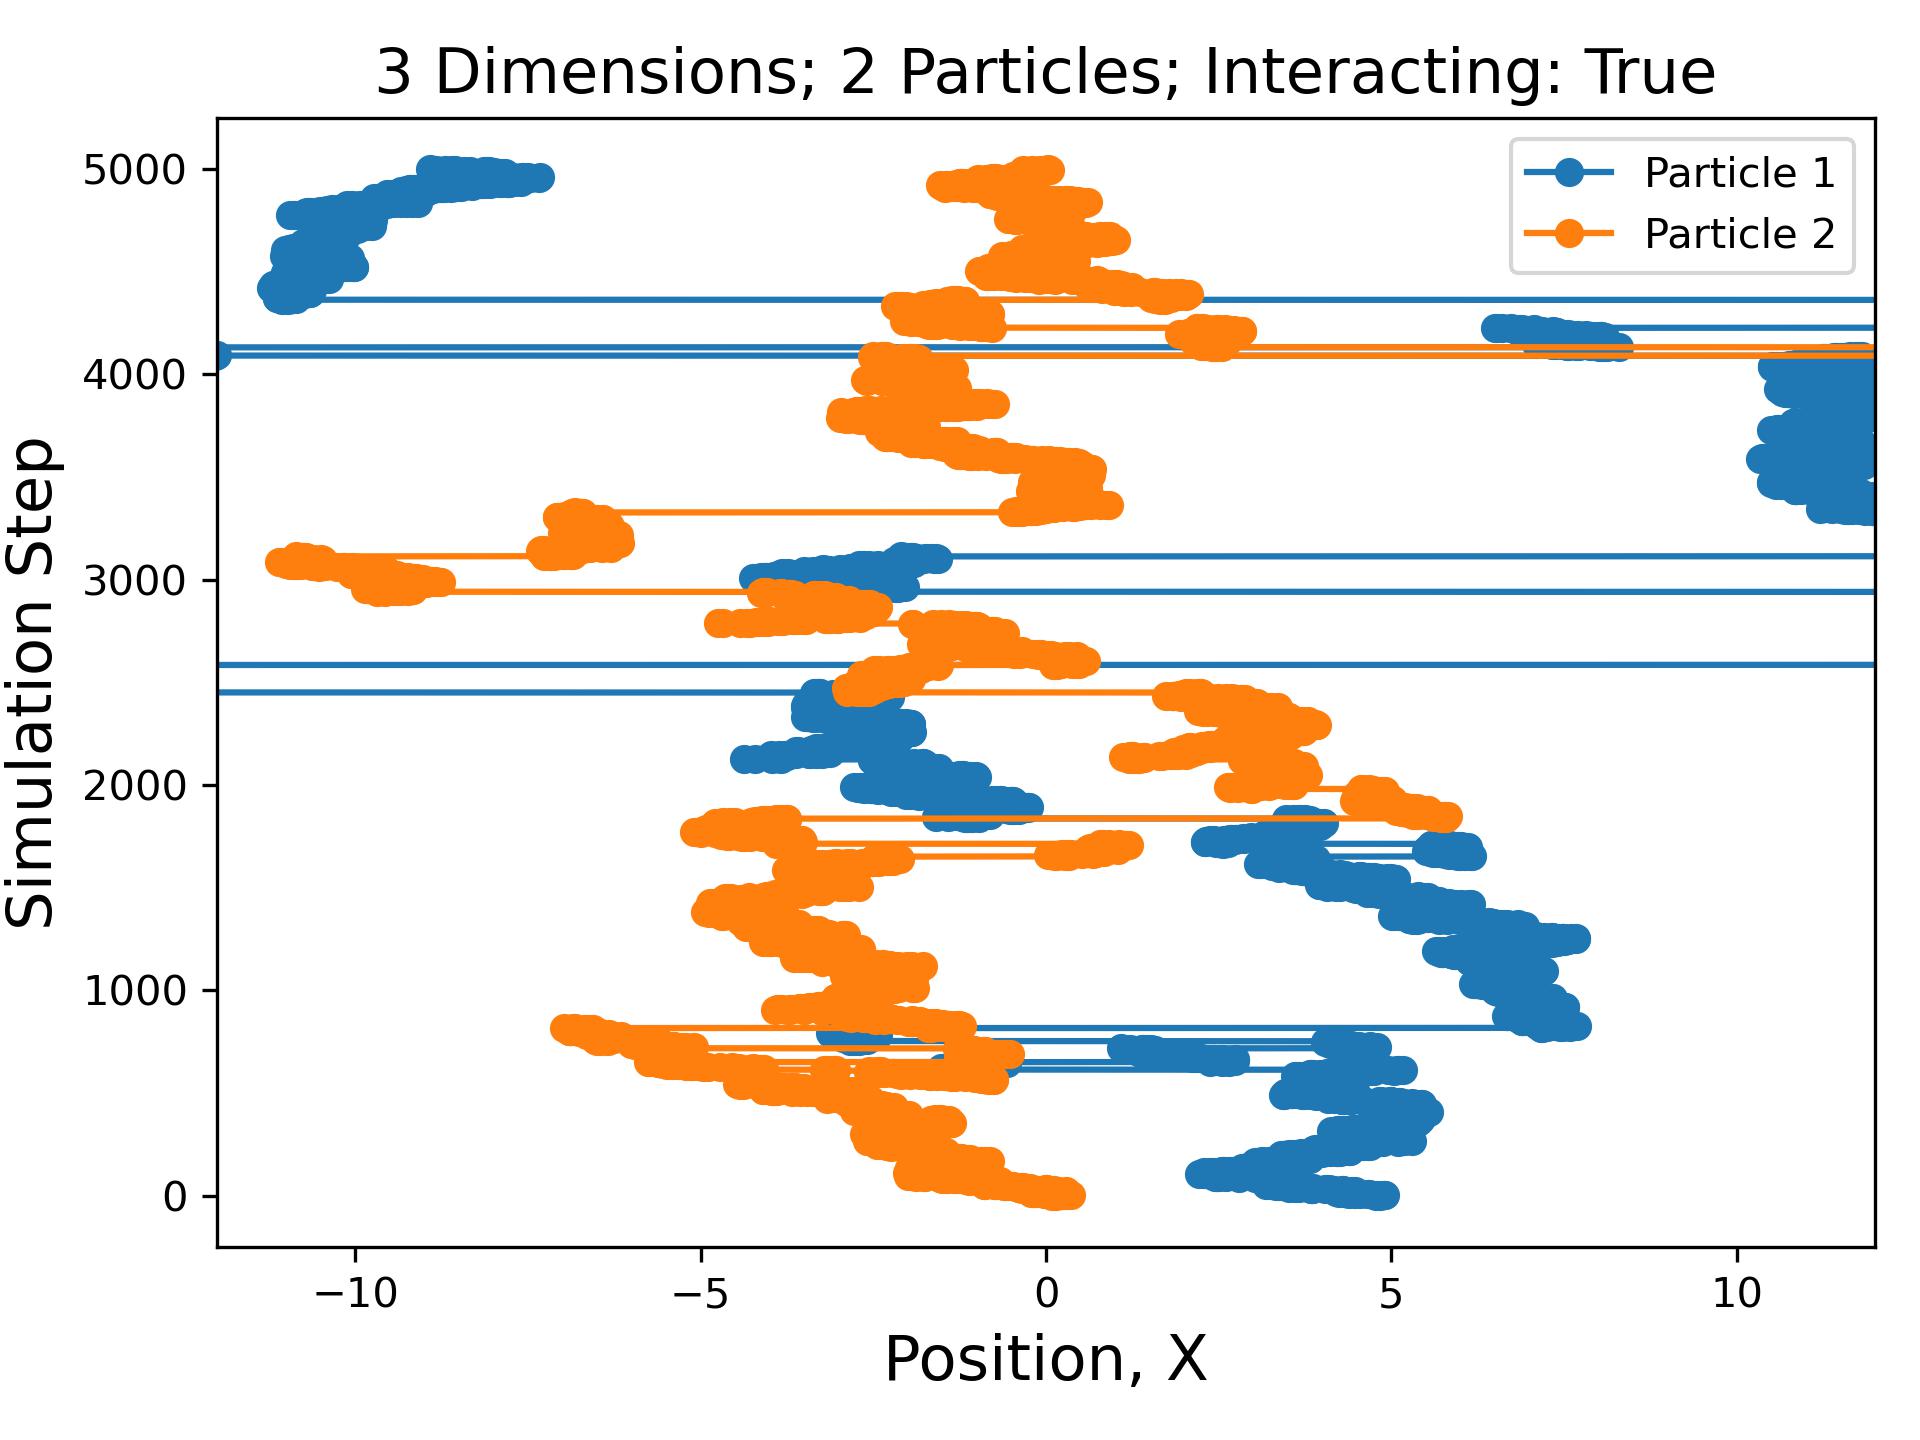 3 Dimensions; 2 Particles; Interacting: True
Particle 1
Particle 2
5000
4000
3000
2000
1000
0
Simulation Step
−10
−5
0
5
10
Position, X